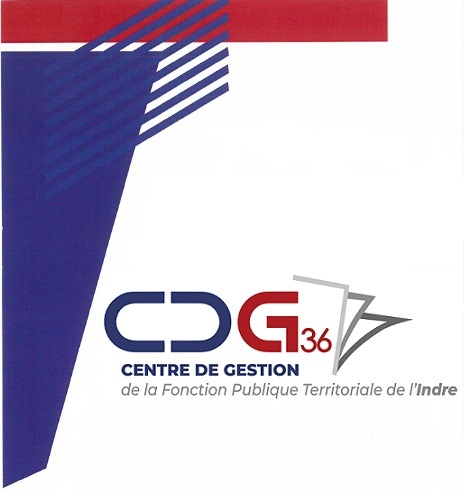 CDG36
CENTRE DE GESTION
de la Fonction Publique Territoriale de l'Indre